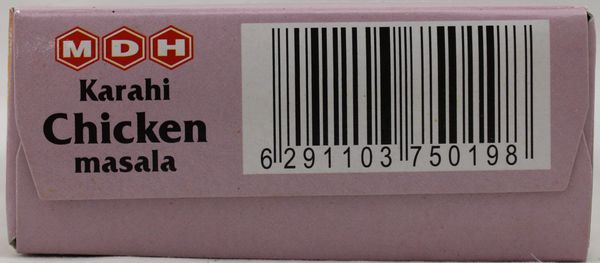 MDH
Karahi
Chicken
masala
6 291103 750198